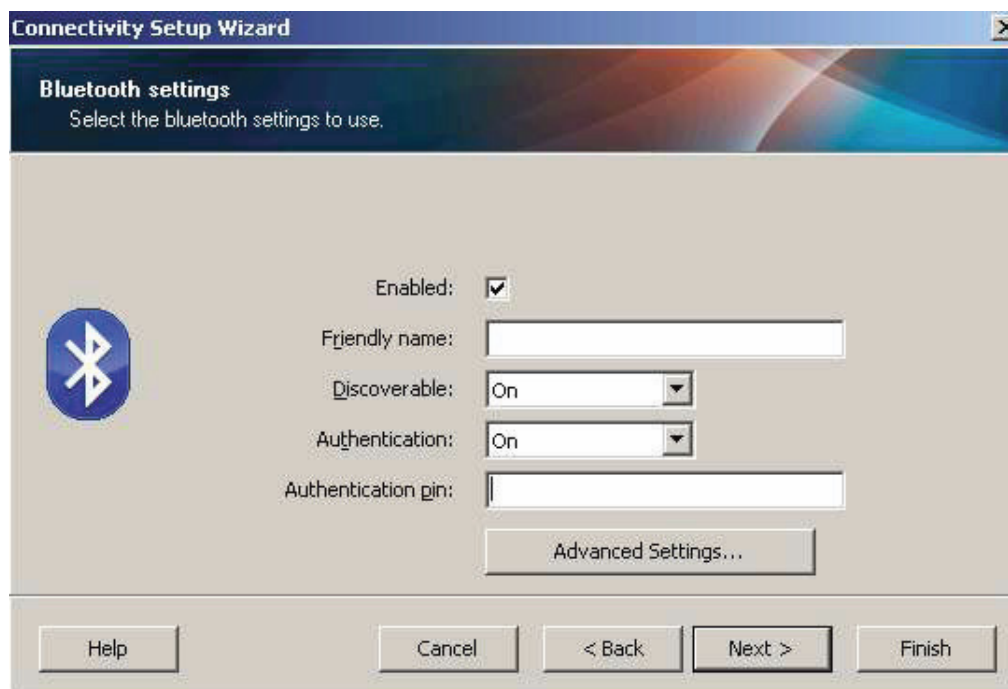 Connectivity Setup Wizard
Bluetooth settings
Select the bluetooth settings to use.
Enabled:
Friendly name:
Discoverable: On
Authentication: On
Authentication pin:
Advanced Settings...
Help Cancel < Back Next > Finish